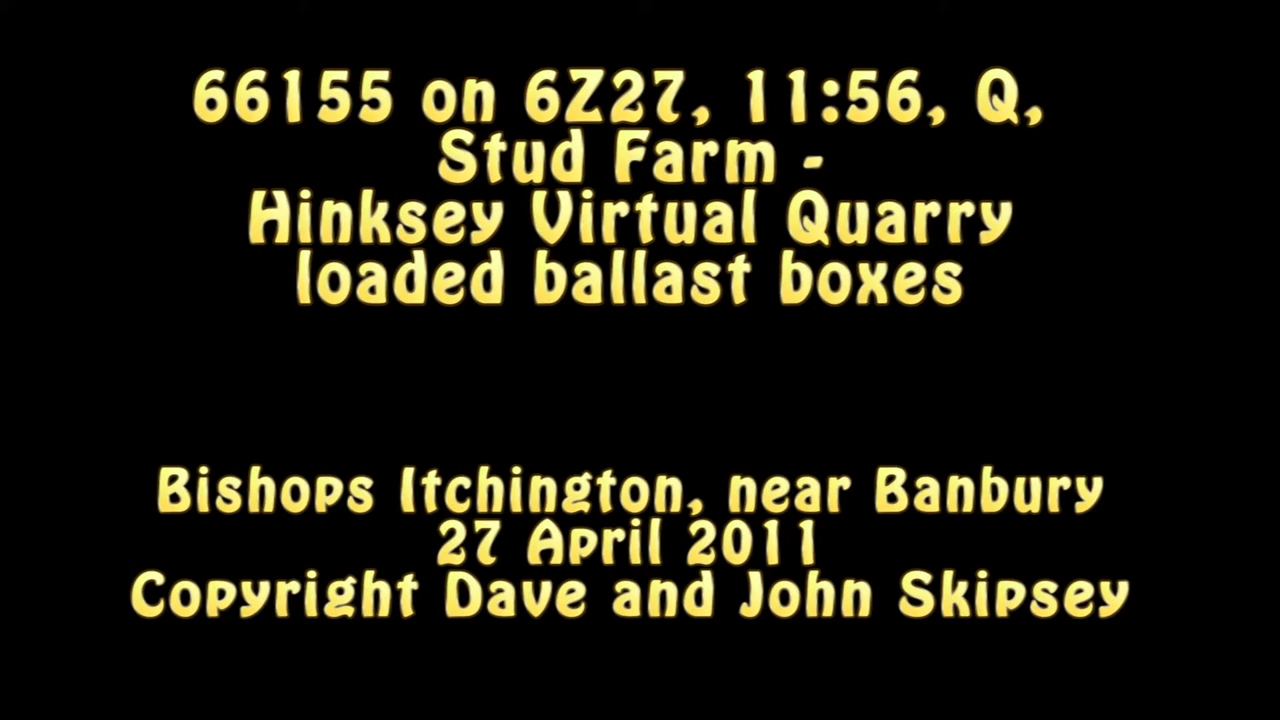 66155 on 6Z27, 11:56, Q,
Stud Farm -
Hinksey Virtual Quarry
loaded ballast boxes
Bishops Itchington, near Banbury
27 April 2011
Copyright Dave and John Skipsey